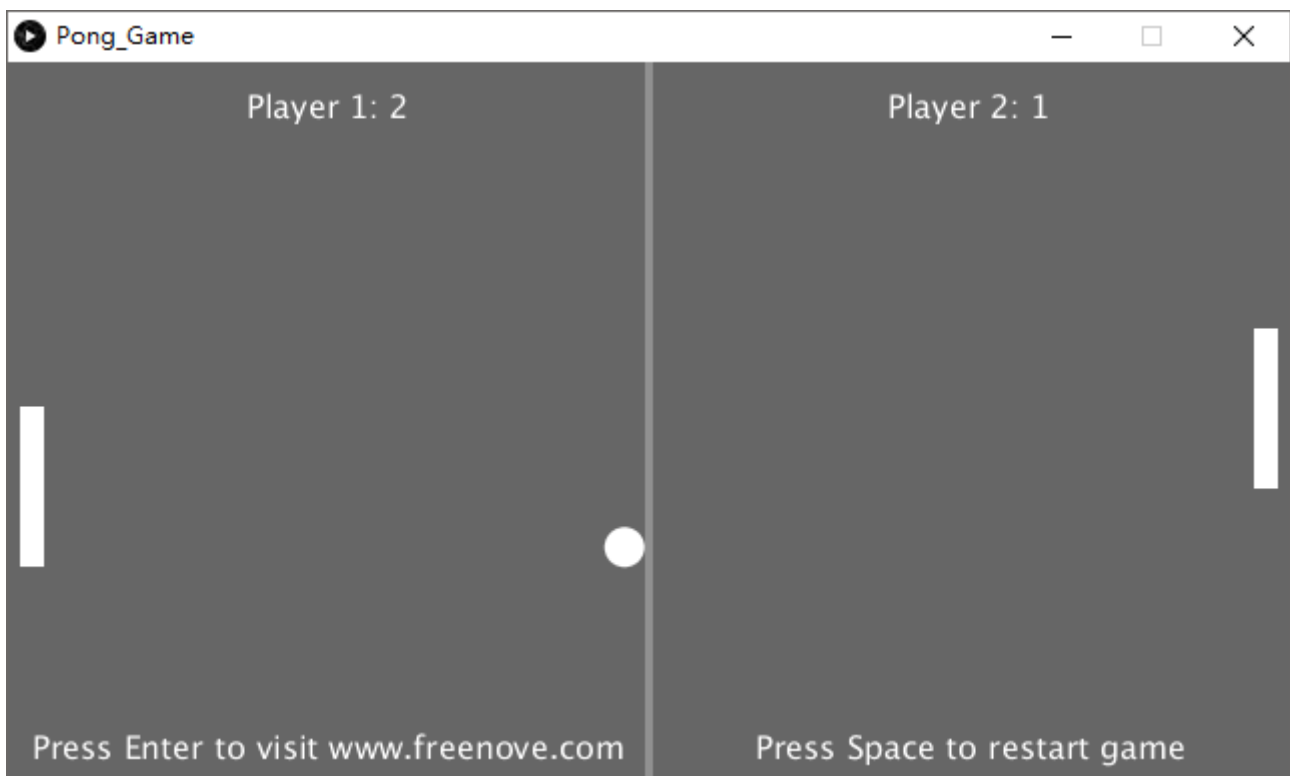 Pong_Game
Player 1: 2
Player 2: 1
Press Enter to visit www.freenove.com
Press Space to restart game